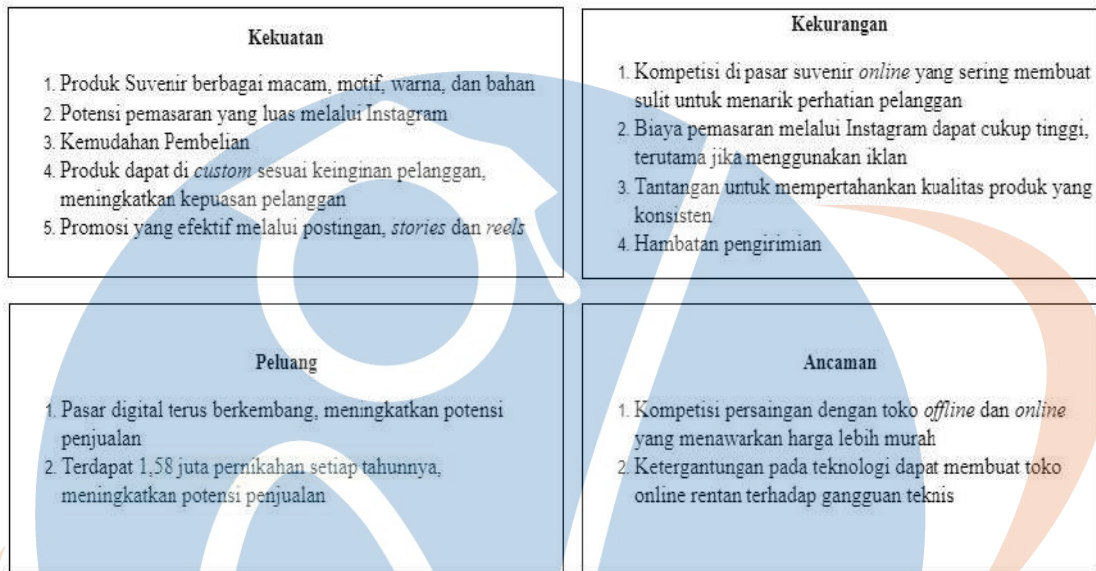 Kekuatan
1. Produk Suvenir berbagai macam, motif, warna, dan bahan
2. Potensi pemasaran yang luas melalui Instagram
3. Kemudahan Pembelian
4. Produk dapat di custom sesuai keinginan pelanggan,
meningkatkan kepuasan pelanggan
5. Promosi yang efektif melalui postingan, stories dan reels
Kekurangan
1. Kompetisi di pasar suvenir online yang sering membuat
sulit untuk menarik perhatian pelanggan
2. Biaya pemasaran melalui Instagram dapat cukup tinggi,
terutama jika menggunakan iklan
3. Tantangan untuk mempertahankan kualitas produk yang
konsisten
4. Hambatan pengirimian
Peluang
1. Pasar digital terus berkembang, meningkatkan potensi
penjualan
2. Terdapat 1,58 juta pernikahan setiap tahunnya,
meningkatkan potensi penjualan
Ancaman
1. Kompetisi persaingan dengan toko offline dan online
yang menawarkan harga lebih murah
2. Ketergantungan pada teknologi dapat membuat toko
online rentan terhadap gangguan teknis